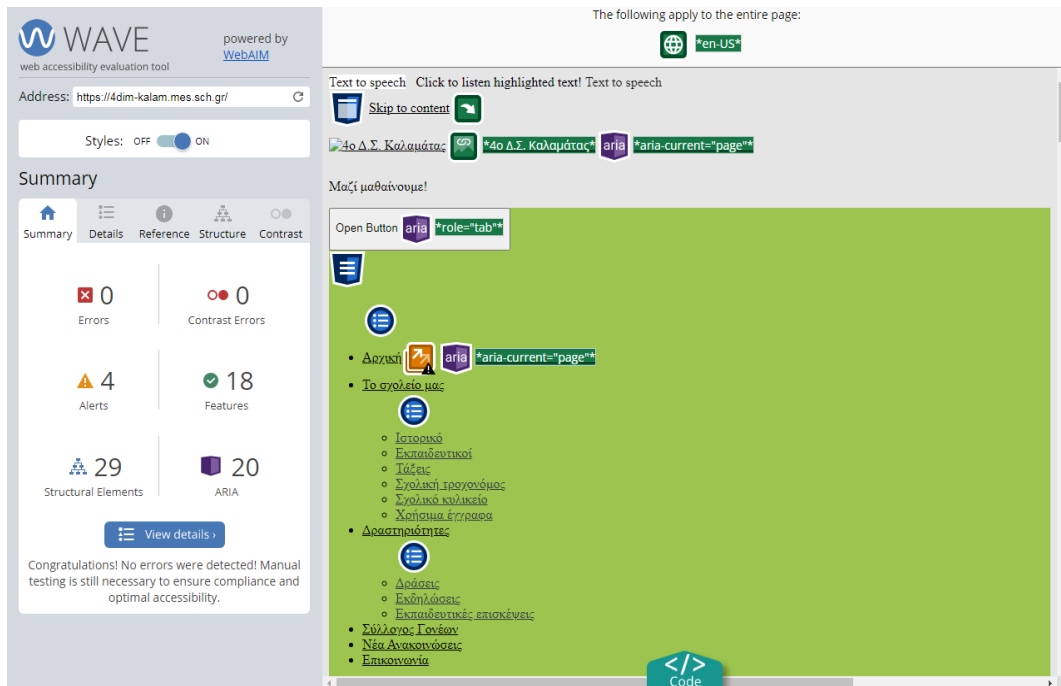 WAVE
web accessibility evaluation tool
powered by
WebAIM
Address: https://4dim-kalam.mes.sch.gr/
Styles: OFF ON
Summary
Summary Details Reference Structure Contrast
0
Errors
0
Contrast Errors
4
Alerts
18
Features
29
Structural Elements
20
ARIA
View details ›
Congratulations! No errors were detected! Manual
testing is still necessary to ensure compliance and
optimal accessibility.
The following apply to the entire page:
*en-US*
Text to speech Click to listen highlighted text! Text to speech
Skip to content
4ο Δ.Σ. Καλαμάτας *4ο Δ.Σ. Καλαμάτας* aria *aria-current="page"*
Μαζί μαθαίνουμε!
Open Button aria *role="tab"*
Αρχική aria *aria-current="page"*
Το σχολείο μας
Ιστορικό
Εκπαιδευτικοί
Τάξεις
Σχολική τροχονόμος
Σχολικό κυλικείο
Χρήσιμα έγγραφα
Δραστηριότητες
Δράσεις
Εκδηλώσεις
Εκπαιδευτικές επισκέψεις
Σύλλογος Γονέων
Νέα Ανακοινώσεις
Επικοινωνία
</>
Code